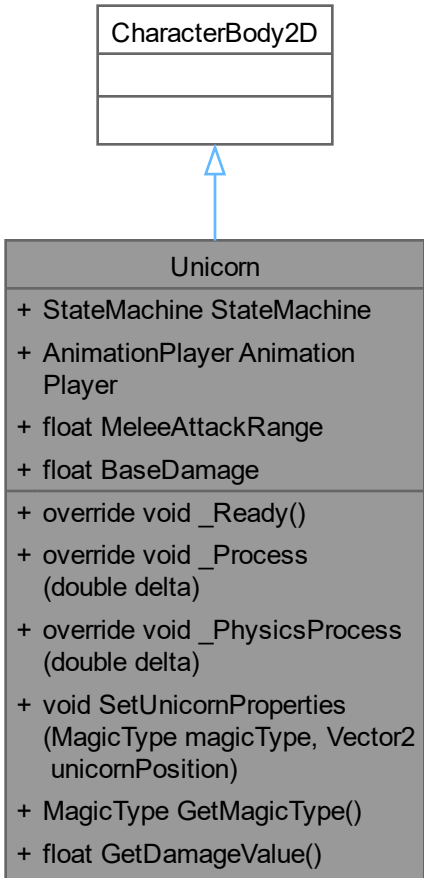 CharacterBody2D
Unicorn
+ StateMachine StateMachine
+ AnimationPlayer Animation
Player
+ float MeleeAttackRange
+ float BaseDamage
+ override void _Ready()
+ override void _Process
(double delta)
+ override void _PhysicsProcess
(double delta)
+ void SetUnicornProperties
(MagicType magicType, Vector2
unicornPosition)
+ MagicType GetMagicType()
+ float GetDamageValue()